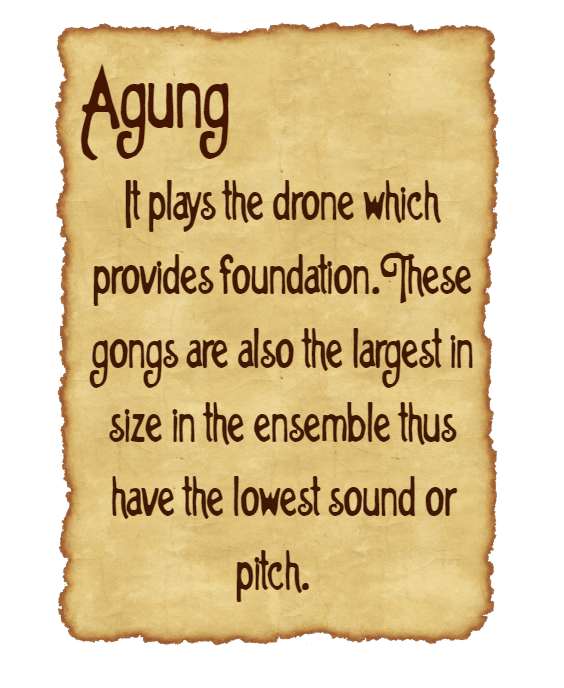 Agung
It plays the drone which
provides foundation. These
gongs are also the largest in
size in the ensemble thus
have the lowest sound or
pitch.